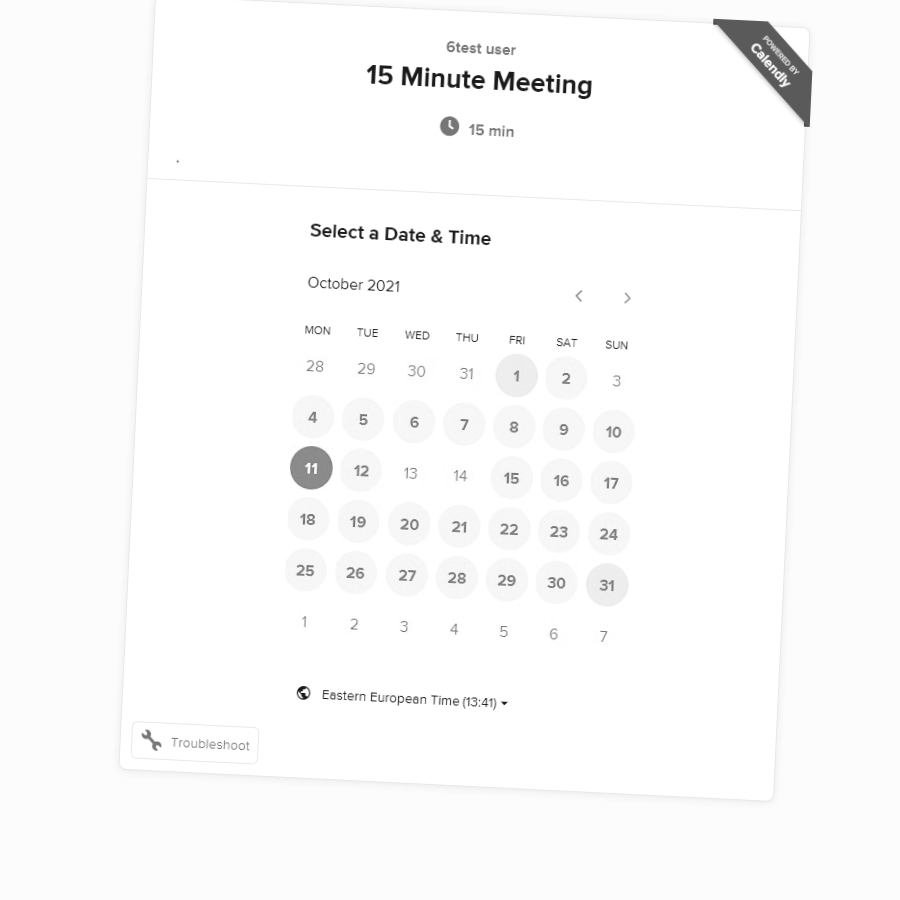 6test user
POWERED BY
Calendly
15 Minute Meeting
15 min
.
Select a Date & Time
October 2021
MON TUE WED THU FRI SAT SUN
28 29 30 31 1 2 3
4 5 6 7 8 9 10
11 12 13 14 15 16 17
18 19 20 21 22 23 24
25 26 27 28 29 30 31
1 2 3 4 5 6 7
Eastern European Time (13:41)
Troubleshoot